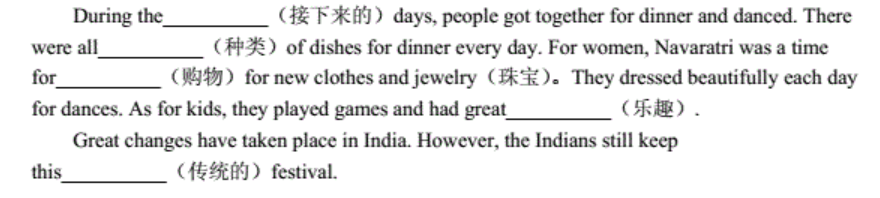 During the__________（接下来的）days, people got together for dinner and danced. There
were all__________（种类）of dishes for dinner every day. For women, Navaratri was a time
for__________（购物）for new clothes and jewelry（珠宝）。They dressed beautifully each day
for dances. As for kids, they played games and had great__________（乐趣）.
Great changes have taken place in India. However, the Indians still keep
this__________（传统的）festival.